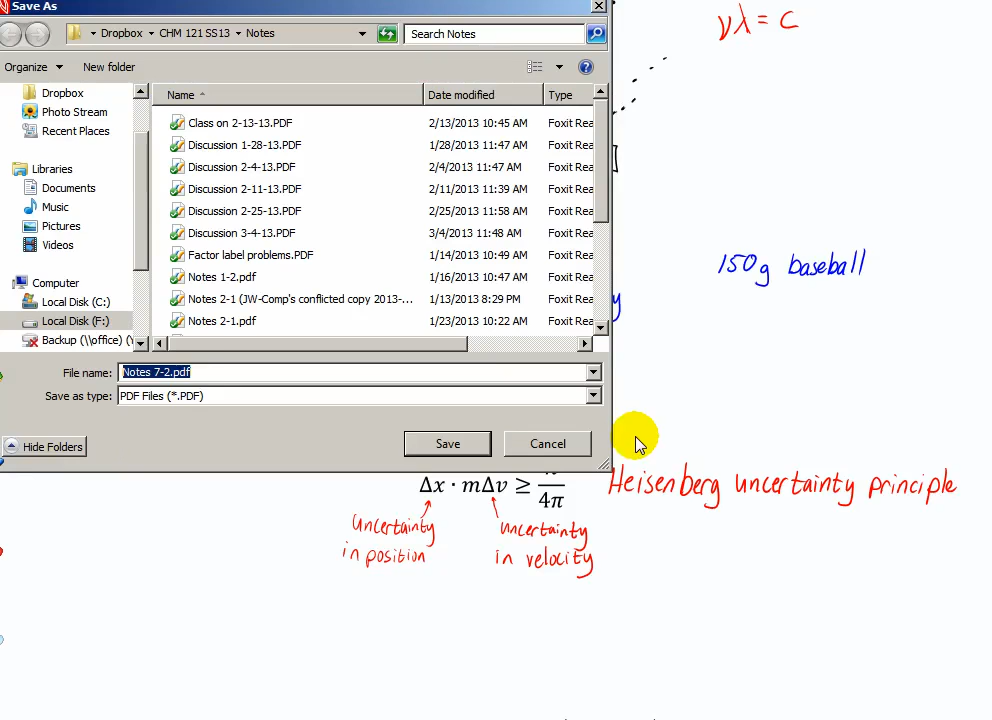 Save As
Dropbox CHM 121 SS13 Notes
Search Notes
Organize New folder
Name Date modified Type
Dropbox
Photo Stream
Recent Places
Libraries
Documents
Music
Pictures
Videos
Computer
Local Disk (C:)
Local Disk (F:)
Backup (\\office) (Y
Class on 2-13-13.PDF 2/13/2013 10:45 AM Foxit Rea
Discussion 1-28-13.PDF 1/28/2013 11:47 AM Foxit Rea
Discussion 2-4-13.PDF 2/4/2013 11:47 AM Foxit Rea
Discussion 2-11-13.PDF 2/11/2013 11:39 AM Foxit Rea
Discussion 2-25-13.PDF 2/25/2013 11:58 AM Foxit Rea
Discussion 3-4-13.PDF 3/4/2013 11:48 AM Foxit Rea
Factor label problems.PDF 1/14/2013 10:49 AM Foxit Rea
Notes 1-2.pdf 1/16/2013 10:47 AM Foxit Rea
Notes 2-1 (JW-Comp's conflicted copy 2013-... 1/13/2013 8:29 PM Foxit Rea
Notes 2-1.pdf 1/23/2013 10:22 AM Foxit Rea
File name: Notes 7-2.pdf
Save as type: PDF Files (*.PDF)
Hide Folders Save Cancel
νλ = c
150g baseball
y
Δx · mΔv ≥ /4π Heisenberg uncertainty principle
Uncertainty
in position
uncertainty
in velocity